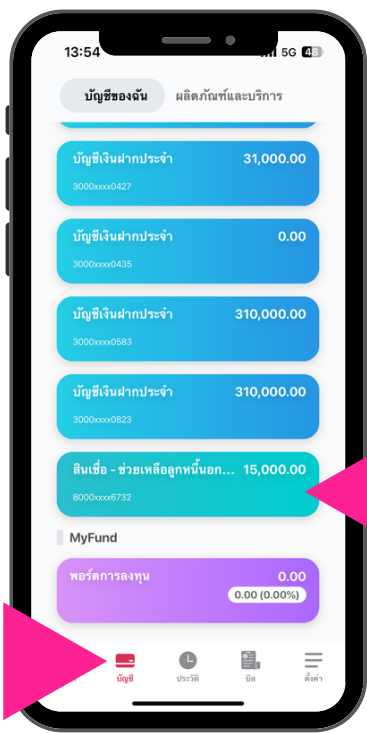 13:54
5G 48
บัญชีของฉัน ผลิตภัณฑ์และบริการ
บัญชีเงินฝากประจำ 31,000.00
3000xxxx0427
บัญชีเงินฝากประจำ 0.00
3000xxxx0435
บัญชีเงินฝากประจำ 310,000.00
3000xxxx0583
บัญชีเงินฝากประจำ 310,000.00
3000xxxx0823
สินเชื่อ - ช่วยเหลือลูกหนี้นอก... 15,000.00
8000xxxx6732
MyFund
พอร์ตการลงทุน 0.00
0.00 (0.00%)
บัญชี ประวัติ บิล ตั้งค่า